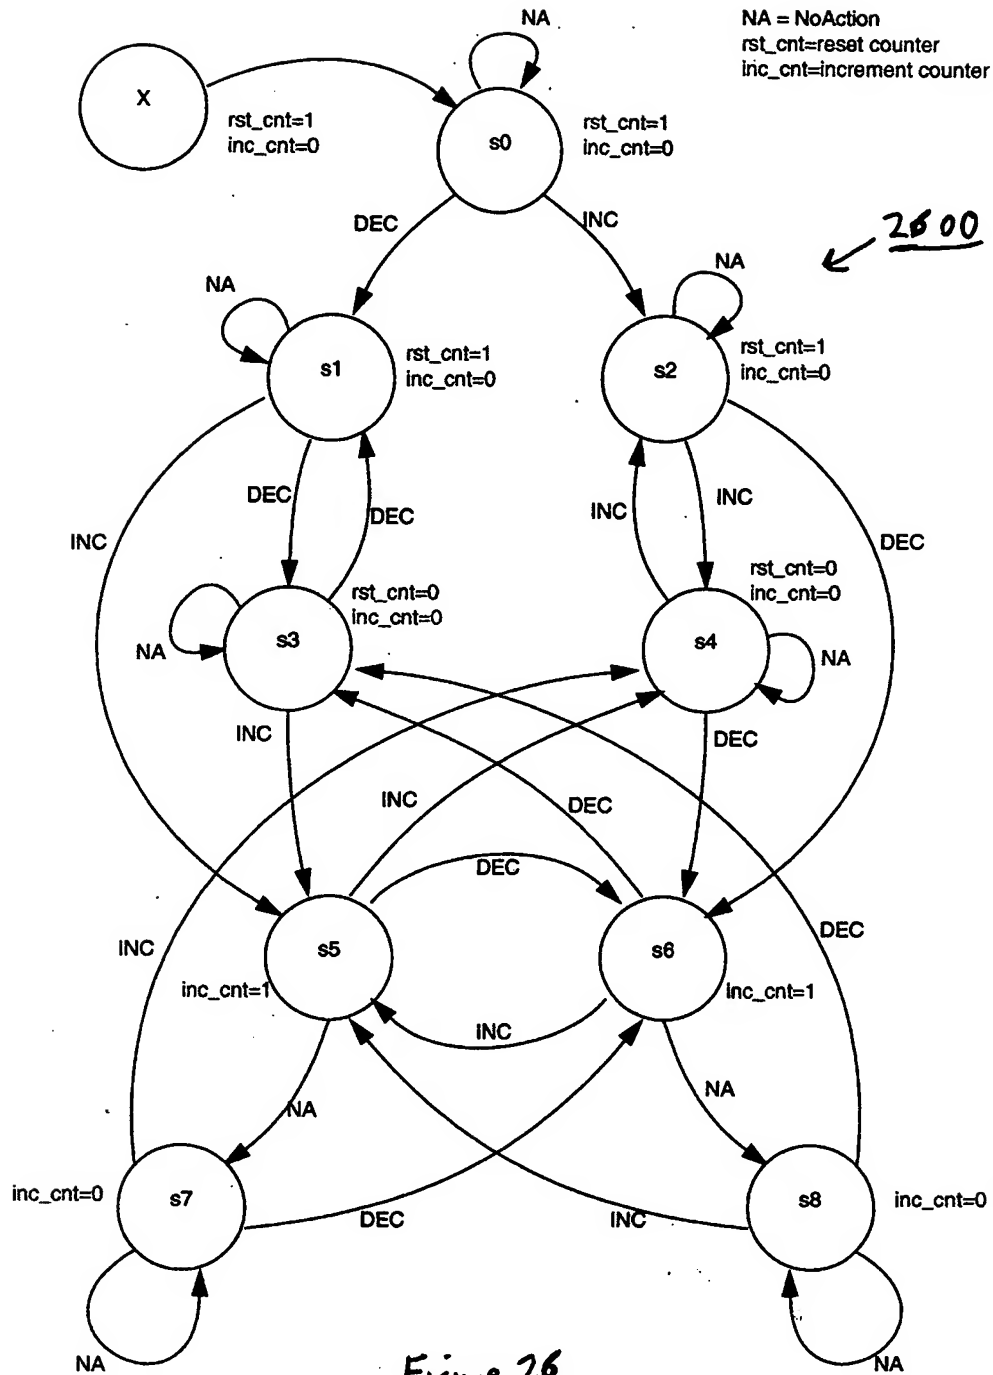 NA
NA = NoAction
rst_cnt=reset counter
inc_cnt=increment counter
X
rst_cnt=1
inc_cnt=0
s0
rst_cnt=1
inc_cnt=0
DEC
INC
2600
NA
NA
s1
rst_cnt=1
inc_cnt=0
s2
rst_cnt=1
inc_cnt=0
DEC
DEC
INC
INC
INC
DEC
rst_cnt=0
inc_cnt=0
rst_cnt=0
inc_cnt=0
NA
s3
s4
NA
INC
DEC
INC
DEC
DEC
INC
DEC
s5
s6
inc_cnt=1
inc_cnt=1
INC
NA
NA
inc_cnt=0
s7
s8
inc_cnt=0
DEC
INC
NA
NA
Figure 26